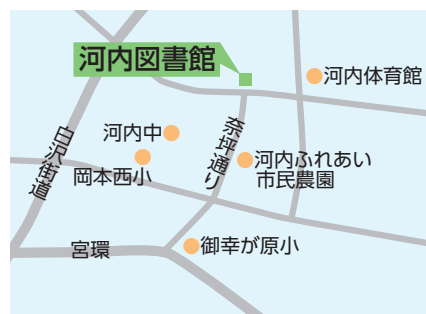 河内図書館
河内体育館
河内中
奈坪通り
白沢街道
岡本西小
河内ふれあい
市民農園
宮環
御幸が原小